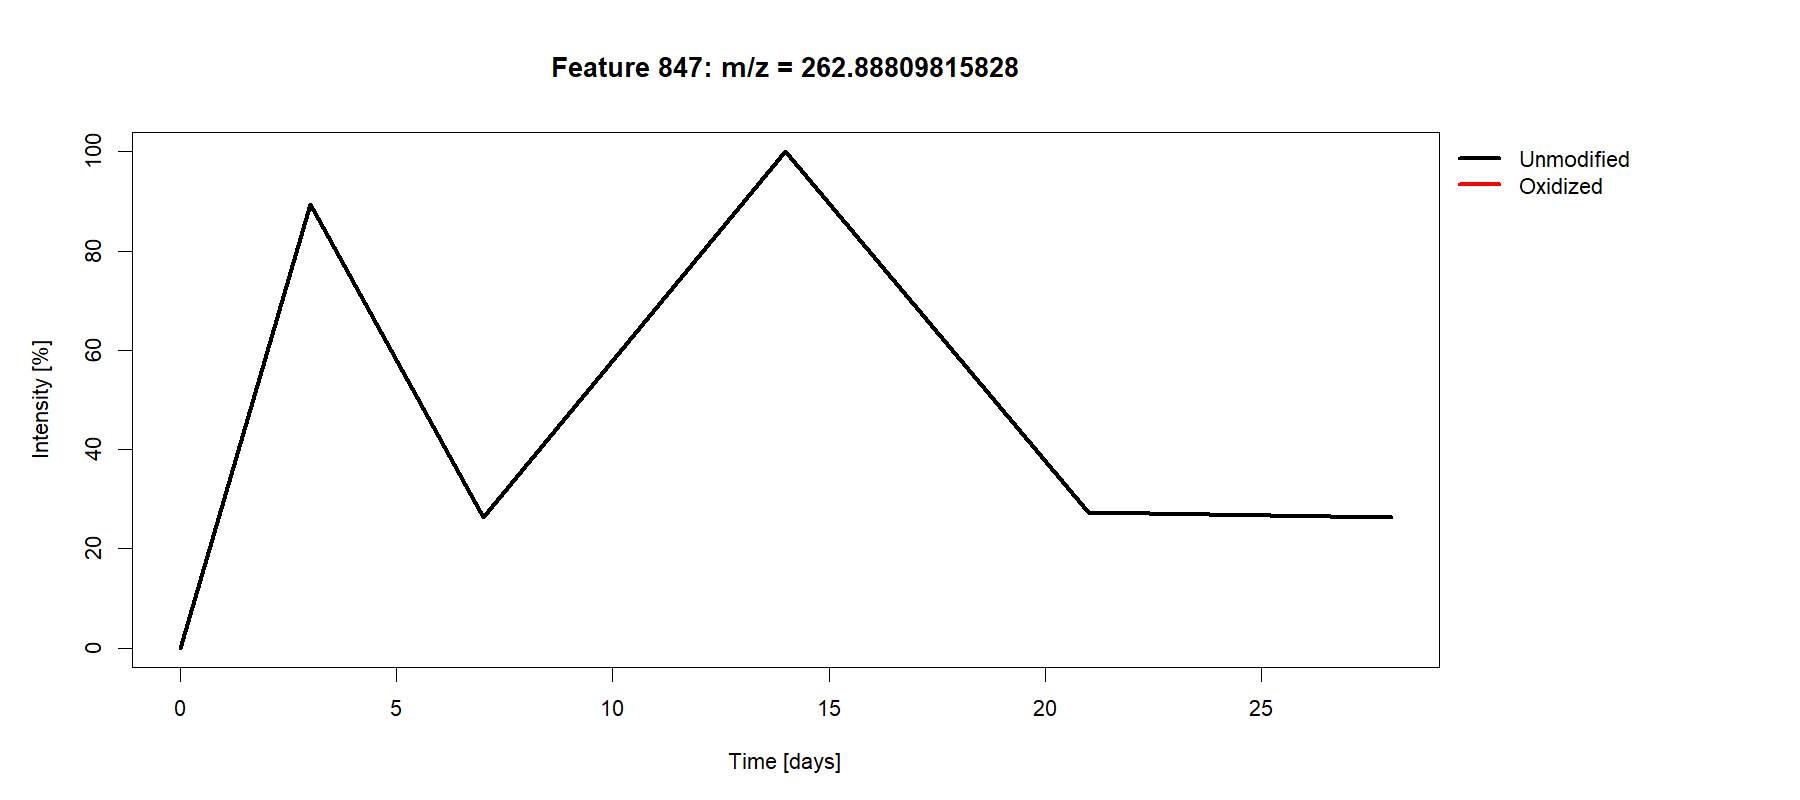 Feature 847: m/z = 262.88809815828
Unmodified
Oxidized
100
80
60
40
20
0
Intensity [%]
0 5 10 15 20 25
Time [days]